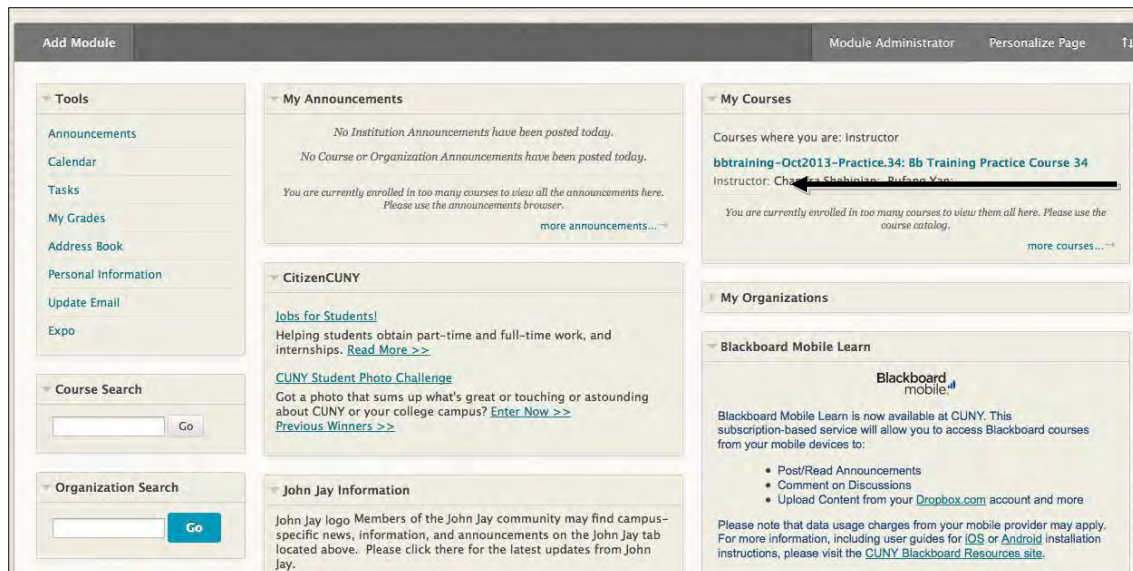 Add Module
Module Administrator
Personalize Page
Tools
Announcements
Calendar
Tasks
My Grades
Address Book
Personal Information
Update Email
Expo
Course Search
Go
Organization Search
Go
My Announcements
No Institution Announcements have been posted today.
No Course or Organization Announcements have been posted today.
You are currently enrolled in too many courses to view all the announcements here.
Please use the announcements browser.
more announcements...
CitizenCUNY
Jobs for Students!
Helping students obtain part-time and full-time work, and
internships. Read More >>
CUNY Student Photo Challenge
Got a photo that sums up what's great or touching or astounding
about CUNY or your college campus? Enter Now >>
Previous Winners >>
John Jay Information
John Jay logo Members of the John Jay community may find campus-
specific news, information, and announcements on the John Jay tab
located above. Please click there for the latest updates from John
Jay.
My Courses
Courses where you are: Instructor
bbtraining-Oct2013-Practice.34: Bb Training Practice Course 34
Instructor:
You are currently enrolled in too many courses to view them all here. Please use the
course catalog.
more courses...
My Organizations
Blackboard Mobile Learn
Blackboard
mobile
Blackboard Mobile Learn is now available at CUNY. This
subscription-based service will allow you to access Blackboard courses
from your mobile devices to:
• Post/Read Announcements
• Comment on Discussions
• Upload Content from your Dropbox.com account and more
Please note that data usage charges from your mobile provider may apply.
For more information, including user guides for iOS or Android installation
instructions, please visit the CUNY Blackboard Resources site.